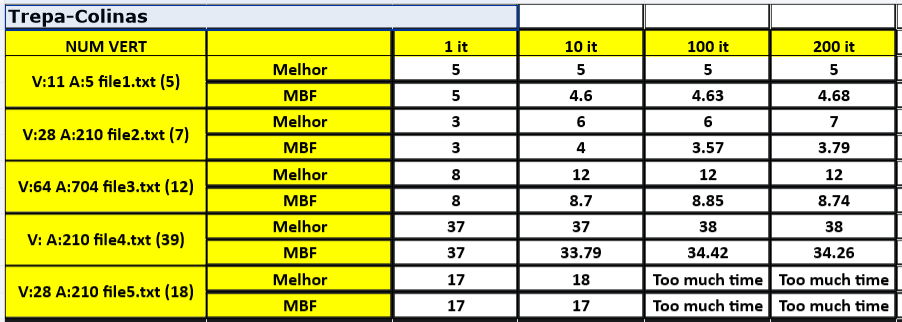 Trepa-Colinas
NUM VERT 1 it 10 it 100 it 200 it
V:11 A:5 file1.txt (5) Melhor 5 5 5 5
MBF 5 4.6 4.63 4.68
V:28 A:210 file2.txt (7) Melhor 3 6 6 7
MBF 3 4 3.57 3.79
V:64 A:704 file3.txt (12) Melhor 8 12 12 12
MBF 8 8.7 8.85 8.74
V: A:210 file4.txt (39) Melhor 37 37 38 38
MBF 37 33.79 34.42 34.26
V:28 A:210 file5.txt (18) Melhor 17 18 Too much time Too much time
MBF 17 17 Too much time Too much time